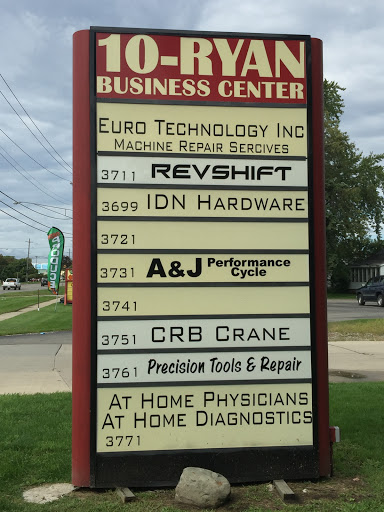 10-RYAN
BUSINESS CENTER
EURO TECHNOLOGY INC
MACHINE REPAIR SERCIVES
3711 REVSHIFT
3699 IDN HARDWARE
3721
3731 A&J Performance
Cycle
3741
3751 CRB CRANE
3761 Precision Tools & Repair
AT HOME PHYSICIANS
AT HOME DIAGNOSTICS
3771